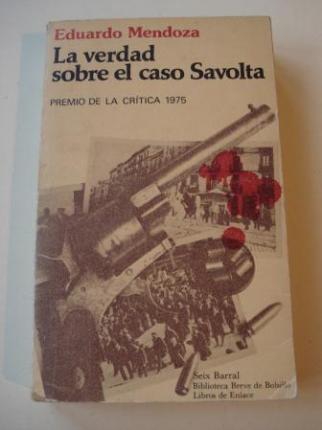 Eduardo Mendoza
La verdad
sobre el caso Savolta
PREMIO DE LA CRÍTICA 1975
Seix Barral
Biblioteca Breve de Bolsillo
Libros de Enlace